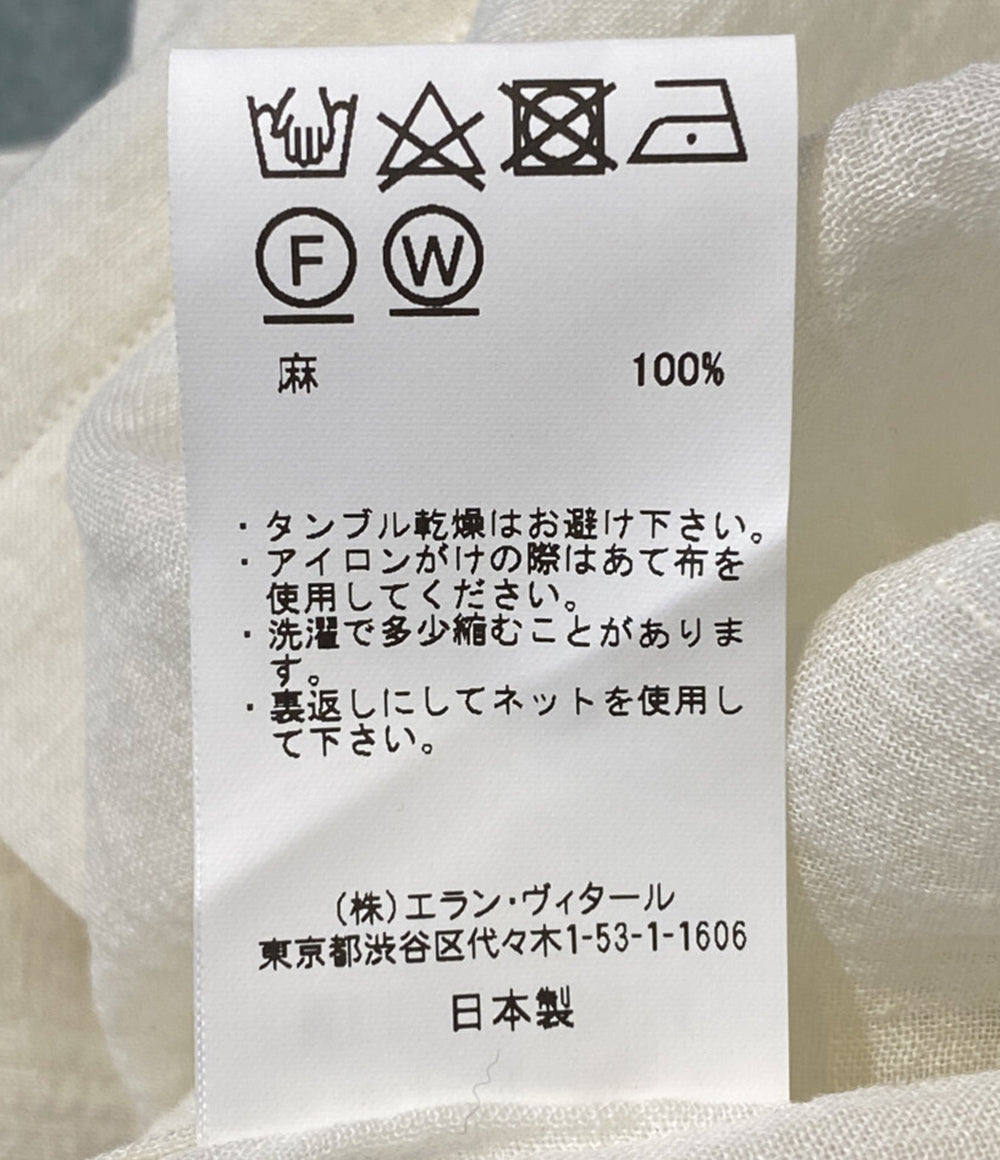 F W
麻 100%
・タンブル乾燥はお避け下さい。
・アイロンがけの際はあて布を
使用してください。
・洗濯で多少縮むことがありま
す。
・裏返しにしてネットを使用し
て下さい。
(株)エラン・ヴィタール
東京都渋谷区代々木1-53-1-1606
日本製